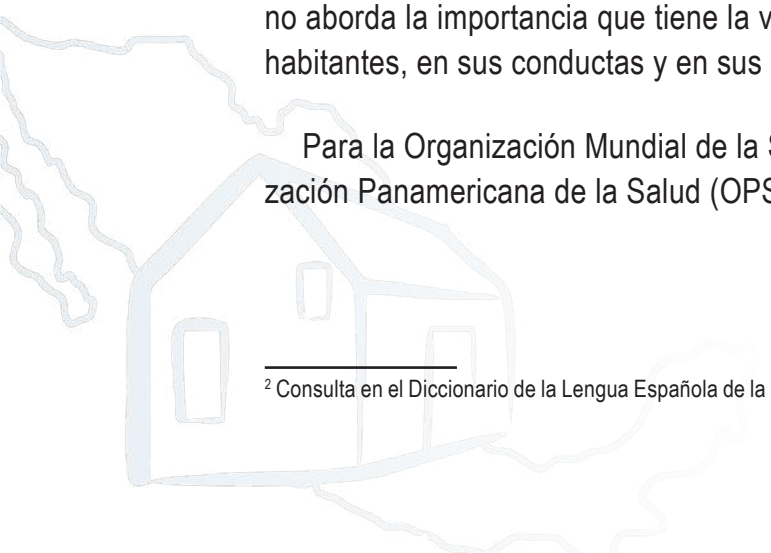 no aborda la importancia que tiene la v
habitantes, en sus conductas y en sus
Para la Organización Mundial de la S
zación Panamericana de la Salud (OPS
² Consulta en el Diccionario de la Lengua Española de la